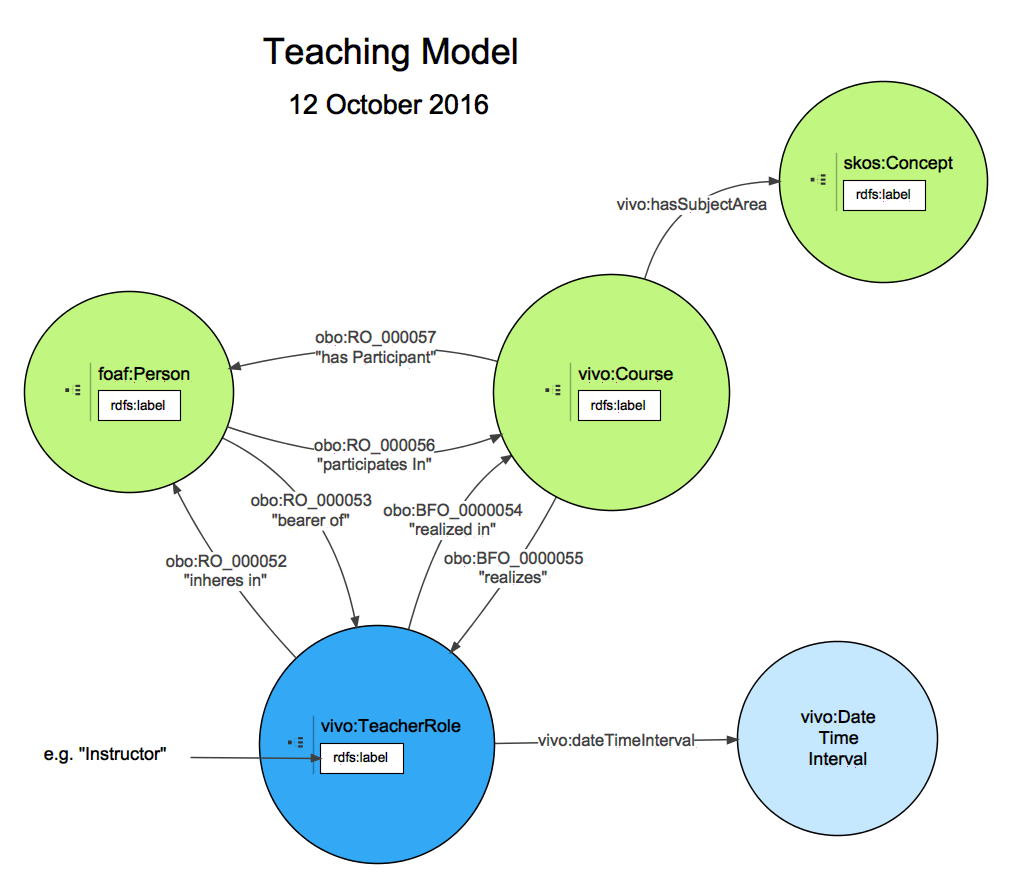 Teaching Model
12 October 2016
skos:Concept
rdfs:label
vivo:hasSubjectArea
obo:RO_000057
"has Participant"
foaf:Person
rdfs:label
vivo:Course
rdfs:label
obo:RO_000056
"participates In"
obo:RO_000053
"bearer of"
obo:BFO_0000054
"realized in"
obo:RO_000052
"inheres in"
obo:BFO_0000055
"realizes"
vivo:TeacherRole
rdfs:label
e.g. "Instructor"
vivo:dateTimeInterval
vivo:Date
Time
Interval